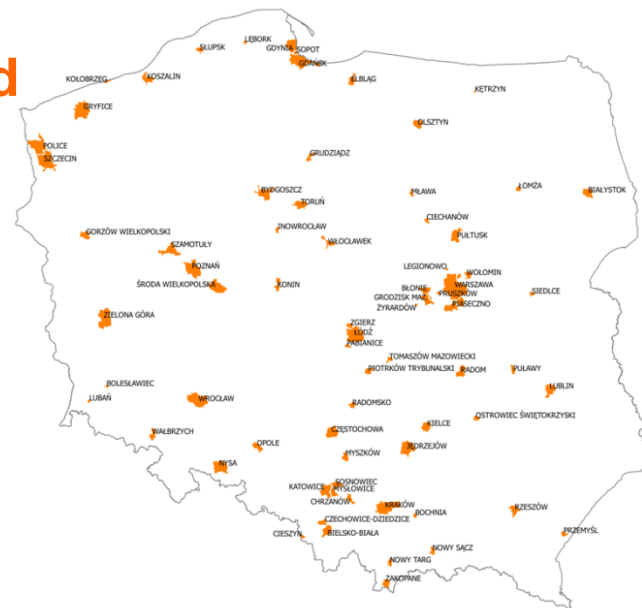 d
LĘBORK
SŁUPSK
GDYNIA
SOPOT
GDAŃSK
KOŁOBRZEG
KOSZALIN
ELBLĄG
KĘTRZYN
GRYFICE
OLSZTYN
POLICE
SZCZECIN
GRUDZIĄDZ
BYDGOSZCZ
TORUŃ
MŁAWA
ŁOMŻA
BIAŁYSTOK
INOWROCŁAW
CIECHANÓW
GORZÓW WIELKOPOLSKI
SZAMOTUŁY
WŁOCŁAWEK
PUŁTUSK
POZNAŃ
LEGIONOWO
WOŁOMIN
ŚRODA WIELKOPOLSKA
KONIN
BŁONIE
WARSZAWA
PRUSZKÓW
SIEDLCE
GRODZISK MAZ.
PIASECZNO
ŻYRARDÓW
ZIELONA GÓRA
ZGIERZ
ŁÓDŹ
PABIANICE
TOMASZÓW MAZOWIECKI
PIOTRKÓW TRYBUNALSKI
RADOM
PUŁAWY
BOLESŁAWIEC
LUBLIN
LUBAŃ
WROCŁAW
RADOMSKO
OSTROWIEC ŚWIĘTOKRZYSKI
WAŁBRZYCH
CZĘSTOCHOWA
KIELCE
OPOLE
JĘDRZEJÓW
MYSZKÓW
NYSA
SOSNOWIEC
KATOWICE
MYSŁOWICE
CHRZANÓW
KRAKÓW
BOCHNIA
RZESZÓW
CZECHOWICE-DZIEDZICE
CIESZYN
BIELSKO-BIAŁA
PRZEMYŚL
NOWY SĄCZ
NOWY TARG
ZAKOPANE